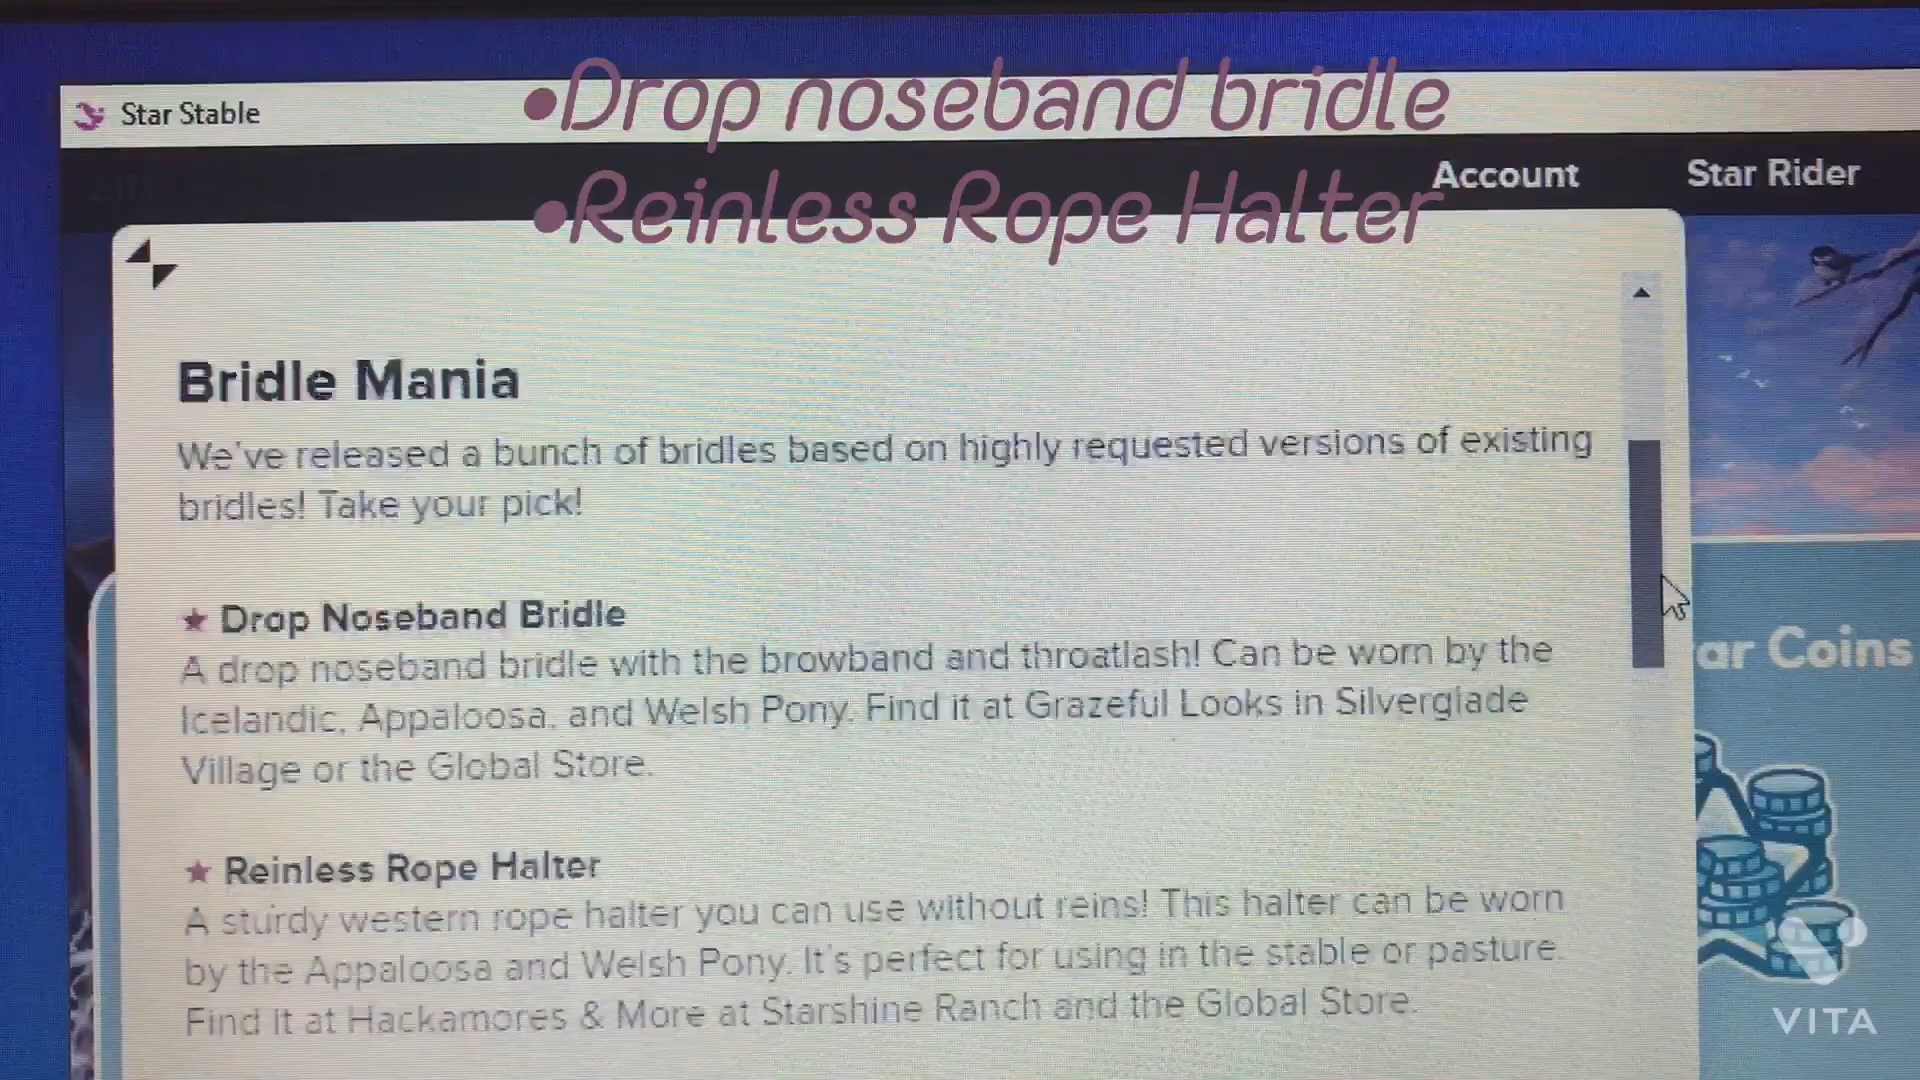 •Drop noseband bridle
Star Stable
Account
Star Rider
•Reinless Rope Halter
Bridle Mania
We've released a bunch of bridles based on highly requested versions of existing
bridles! Take your pick!
★ Drop Noseband Bridle
A drop noseband bridle with the browband and throatlash! Can be worn by the
Icelandic, Appaloosa, and Welsh Pony. Find it at Grazeful Looks in Silverglade
Village or the Global Store.
★ Reinless Rope Halter
A sturdy western rope halter you can use without reins! This halter can be worn
by the Appaloosa and Welsh Pony. It's perfect for using in the stable or pasture.
Find it at Hackamores & More at Starshine Ranch and the Global Store.
ar Coins
VITA